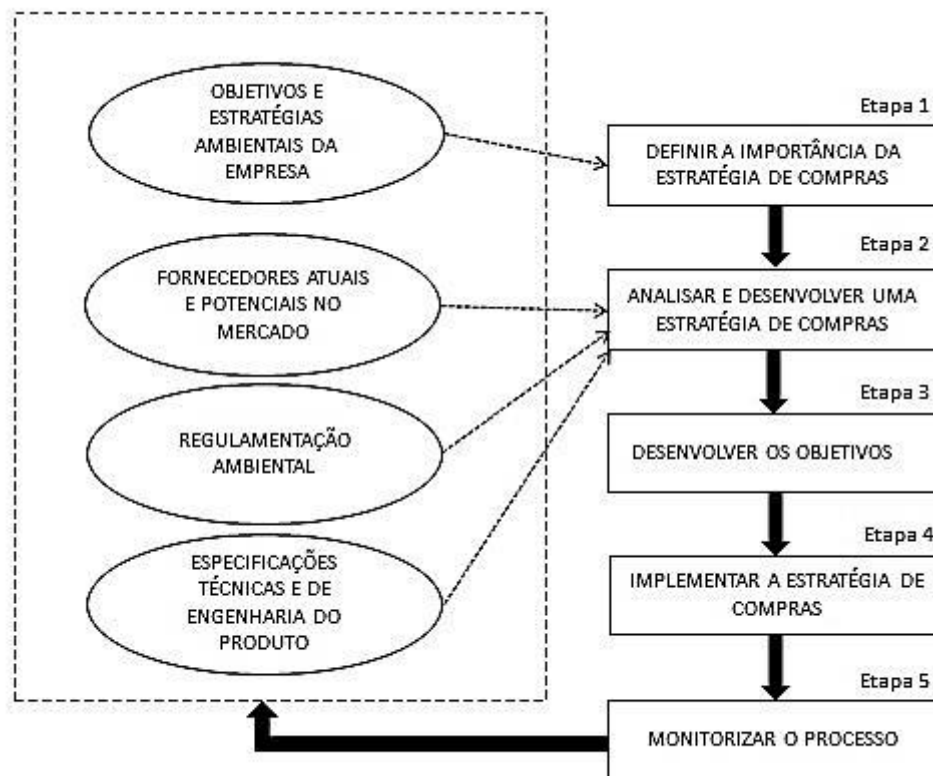 OBJETIVOS E
ESTRATÉGIAS
AMBIENTAIS DA
EMPRESA
FORNECEDORES ATUAIS
E POTENCIAIS NO
MERCADO
REGULAMENTAÇÃO
AMBIENTAL
ESPECIFICAÇÕES
TÉCNICAS E DE
ENGENHARIA DO
PRODUTO
Etapa 1
DEFINIR A IMPORTÂNCIA DA
ESTRATÉGIA DE COMPRAS
Etapa 2
ANALISAR E DESENVOLVER UMA
ESTRATÉGIA DE COMPRAS
Etapa 3
DESENVOLVER OS OBJETIVOS
Etapa 4
IMPLEMENTAR A ESTRATÉGIA DE
COMPRAS
Etapa 5
MONITORIZAR O PROCESSO